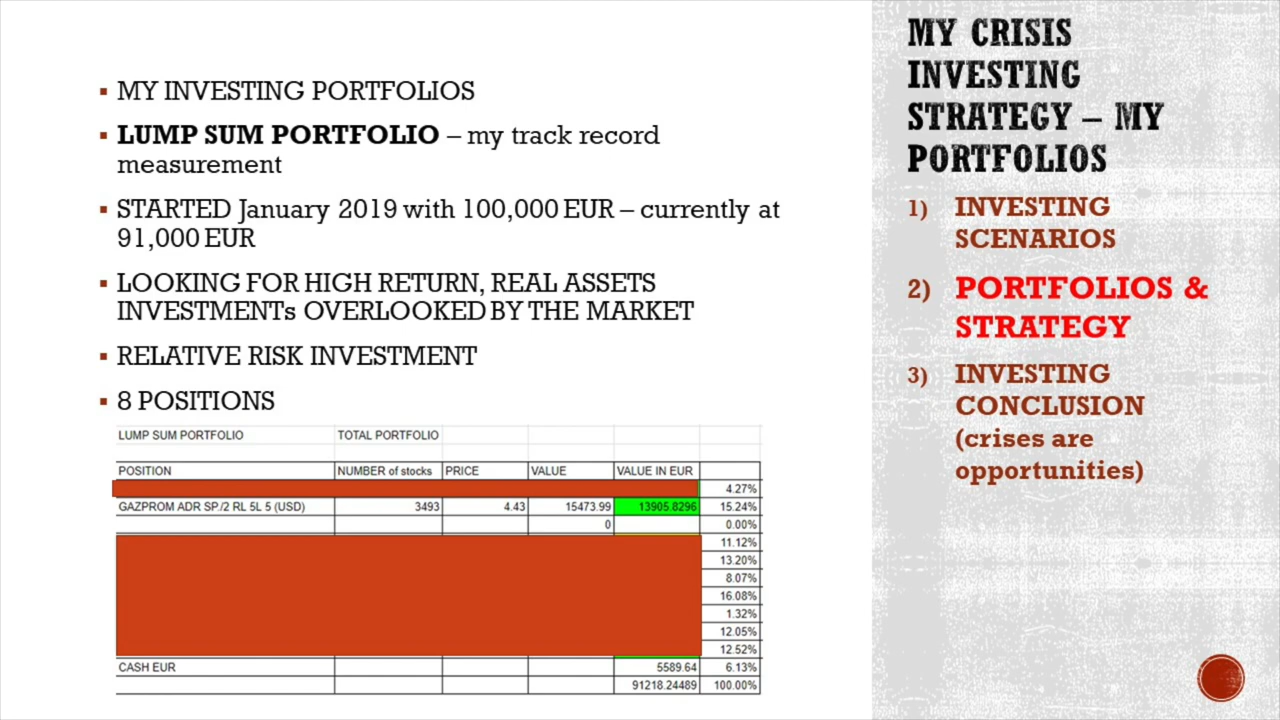 MY INVESTING PORTFOLIOS
LUMP SUM PORTFOLIO – my track record
measurement
STARTED January 2019 with 100,000 EUR – currently at
91,000 EUR
LOOKING FOR HIGH RETURN, REAL ASSETS
INVESTMENTs OVERLOOKED BY THE MARKET
RELATIVE RISK INVESTMENT
8 POSITIONS
LUMP SUM PORTFOLIO TOTAL PORTFOLIO
POSITION NUMBER of stocks PRICE VALUE VALUE IN EUR
4.27%
GAZPROM ADR SP./2 RL 5L 5 (USD) 3493 4.43 15473.99 13905.8296 15.24%
0 0.00%
11.12%
13.20%
8.07%
16.08%
1.32%
12.05%
12.52%
CASH EUR 5589.64 6.13%
91218.24489 100.00%
MY CRISIS
INVESTING
STRATEGY – MY
PORTFOLIOS
1) INVESTING
SCENARIOS
2) PORTFOLIOS &
STRATEGY
3) INVESTING
CONCLUSION
(crises are
opportunities)